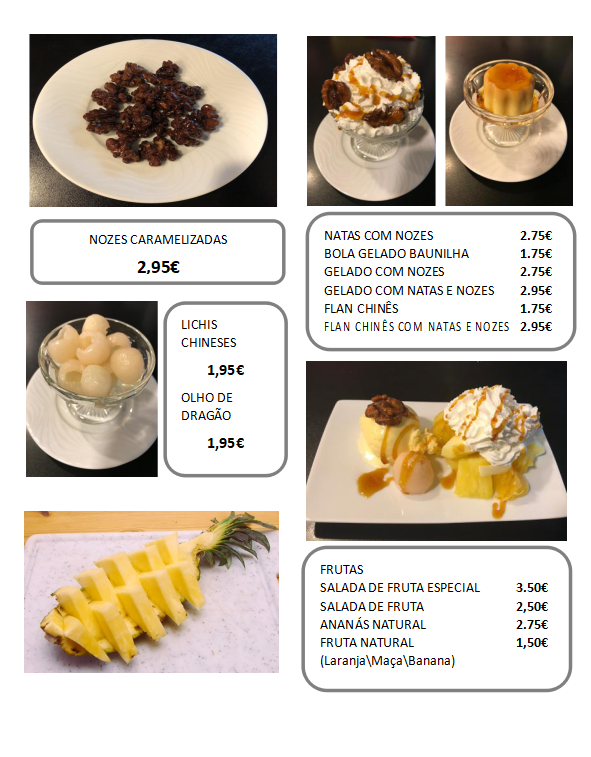 NOZES CARAMELIZADAS
2,95€
NATAS COM NOZES 2.75€
BOLA GELADO BAUNILHA 1.75€
GELADO COM NOZES 2.75€
GELADO COM NATAS E NOZES 2.95€
FLAN CHINÊS 1.75€
FLAN CHINÊS COM NATAS E NOZES 2.95€
LICHIS
CHINESES
1,95€
OLHO DE
DRAGÃO
1,95€
FRUTAS
SALADA DE FRUTA ESPECIAL 3.50€
SALADA DE FRUTA 2,50€
ANANÁS NATURAL 2.75€
FRUTA NATURAL 1,50€
(Laranja\Maça\Banana)